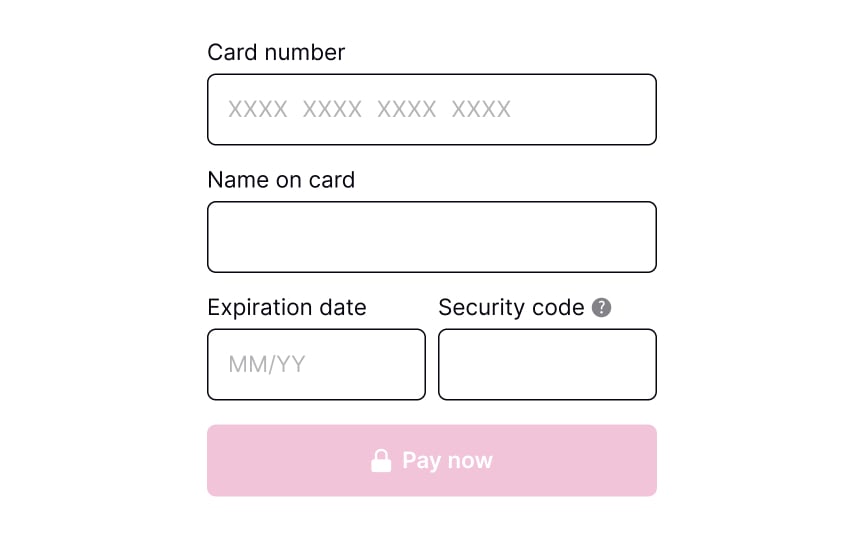 Card number
XXXX XXXX XXXX XXXX
Name on card
Expiration date Security code ?
MM/YY
Pay now